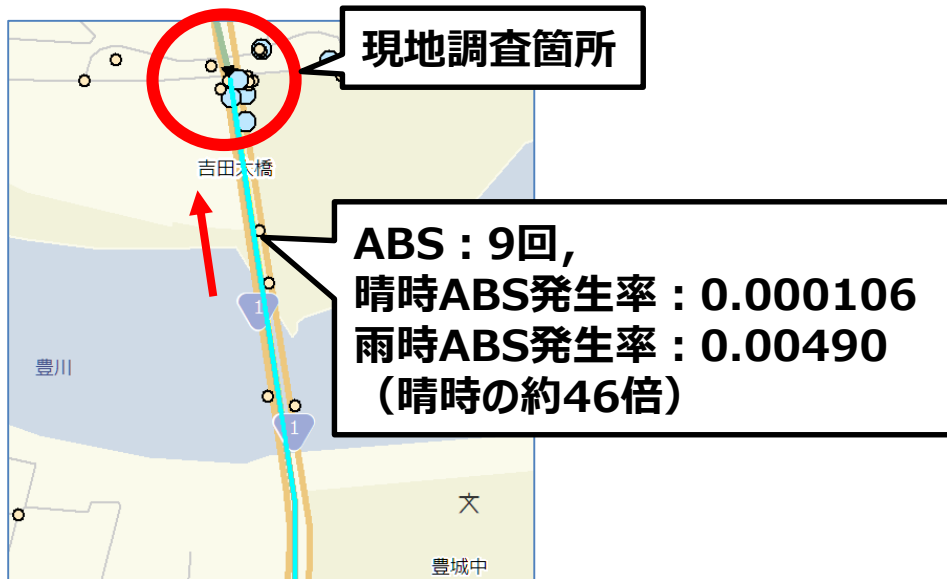 現地調査箇所
吉田大橋
ABS：9回，
晴時ABS発生率：0.000106
雨時ABS発生率：0.00490
（晴時の約46倍）
1
豊川
1
文
豊城中